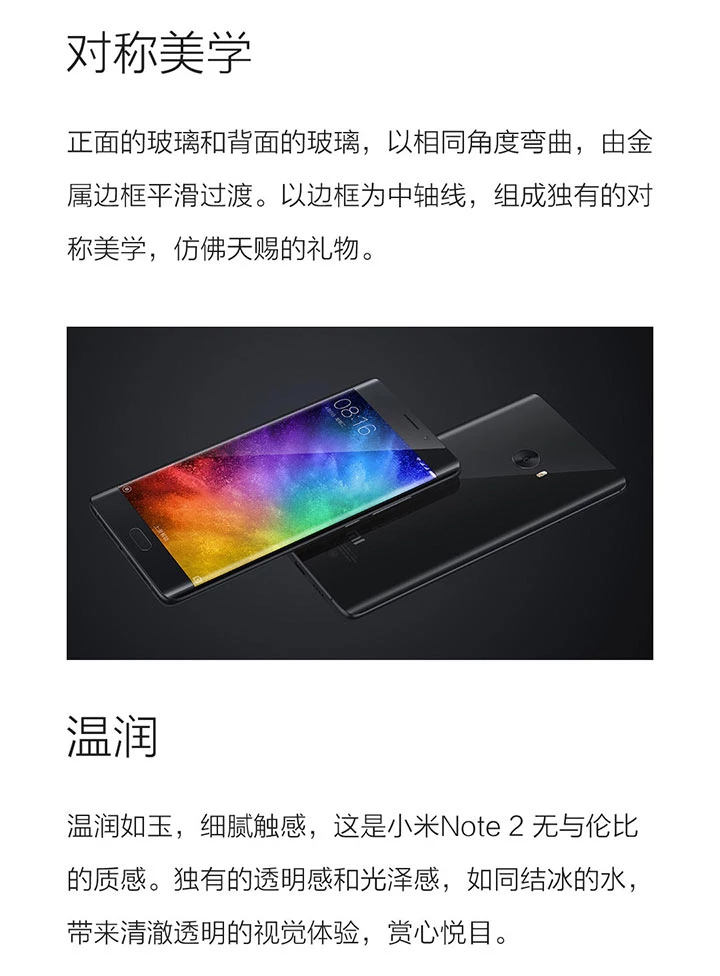 对称美学
正面的玻璃和背面的玻璃，以相同角度弯曲，由金
属边框平滑过渡。以边框为中轴线，组成独有的对
称美学，仿佛天赐的礼物。
08:16
温润
温润如玉，细腻触感，这是小米Note 2 无与伦比
的质感。独有的透明感和光泽感，如同结冰的水，
带来清澈透明的视觉体验，赏心悦目。